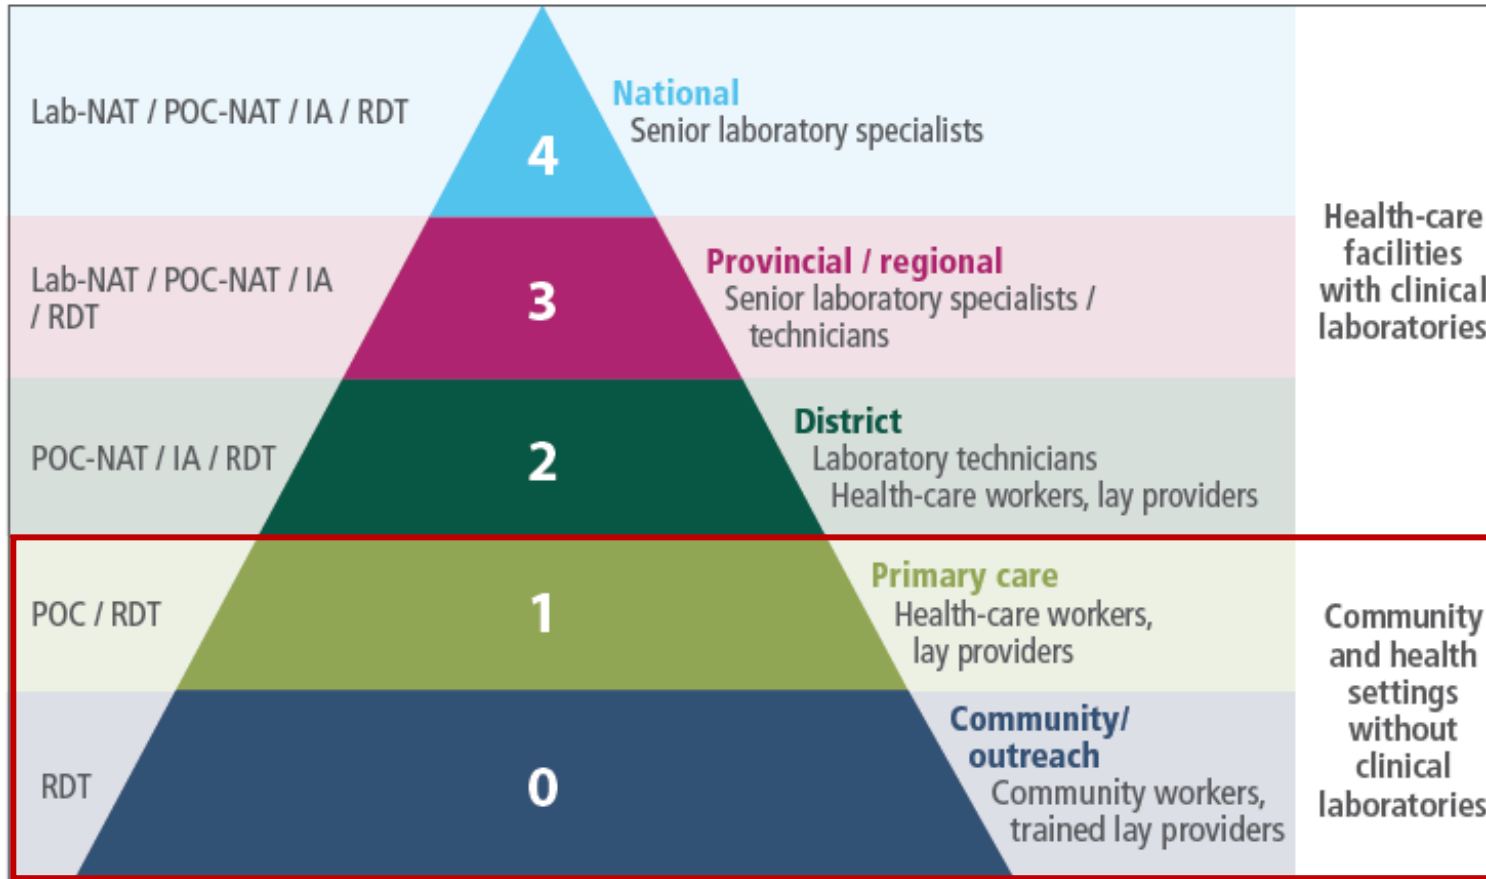 Lab-NAT / POC-NAT / IA / RDT
4
National
Senior laboratory specialists
Lab-NAT / POC-NAT / IA
/ RDT
3
Provincial / regional
Senior laboratory specialists /
technicians
Health-care
facilities
with clinical
laboratories
POC-NAT / IA / RDT
2
District
Laboratory technicians
Health-care workers, lay providers
POC / RDT
1
Primary care
Health-care workers,
lay providers
RDT
0
Community/
outreach
Community workers,
trained lay providers
Community
and health
settings
without
clinical
laboratories